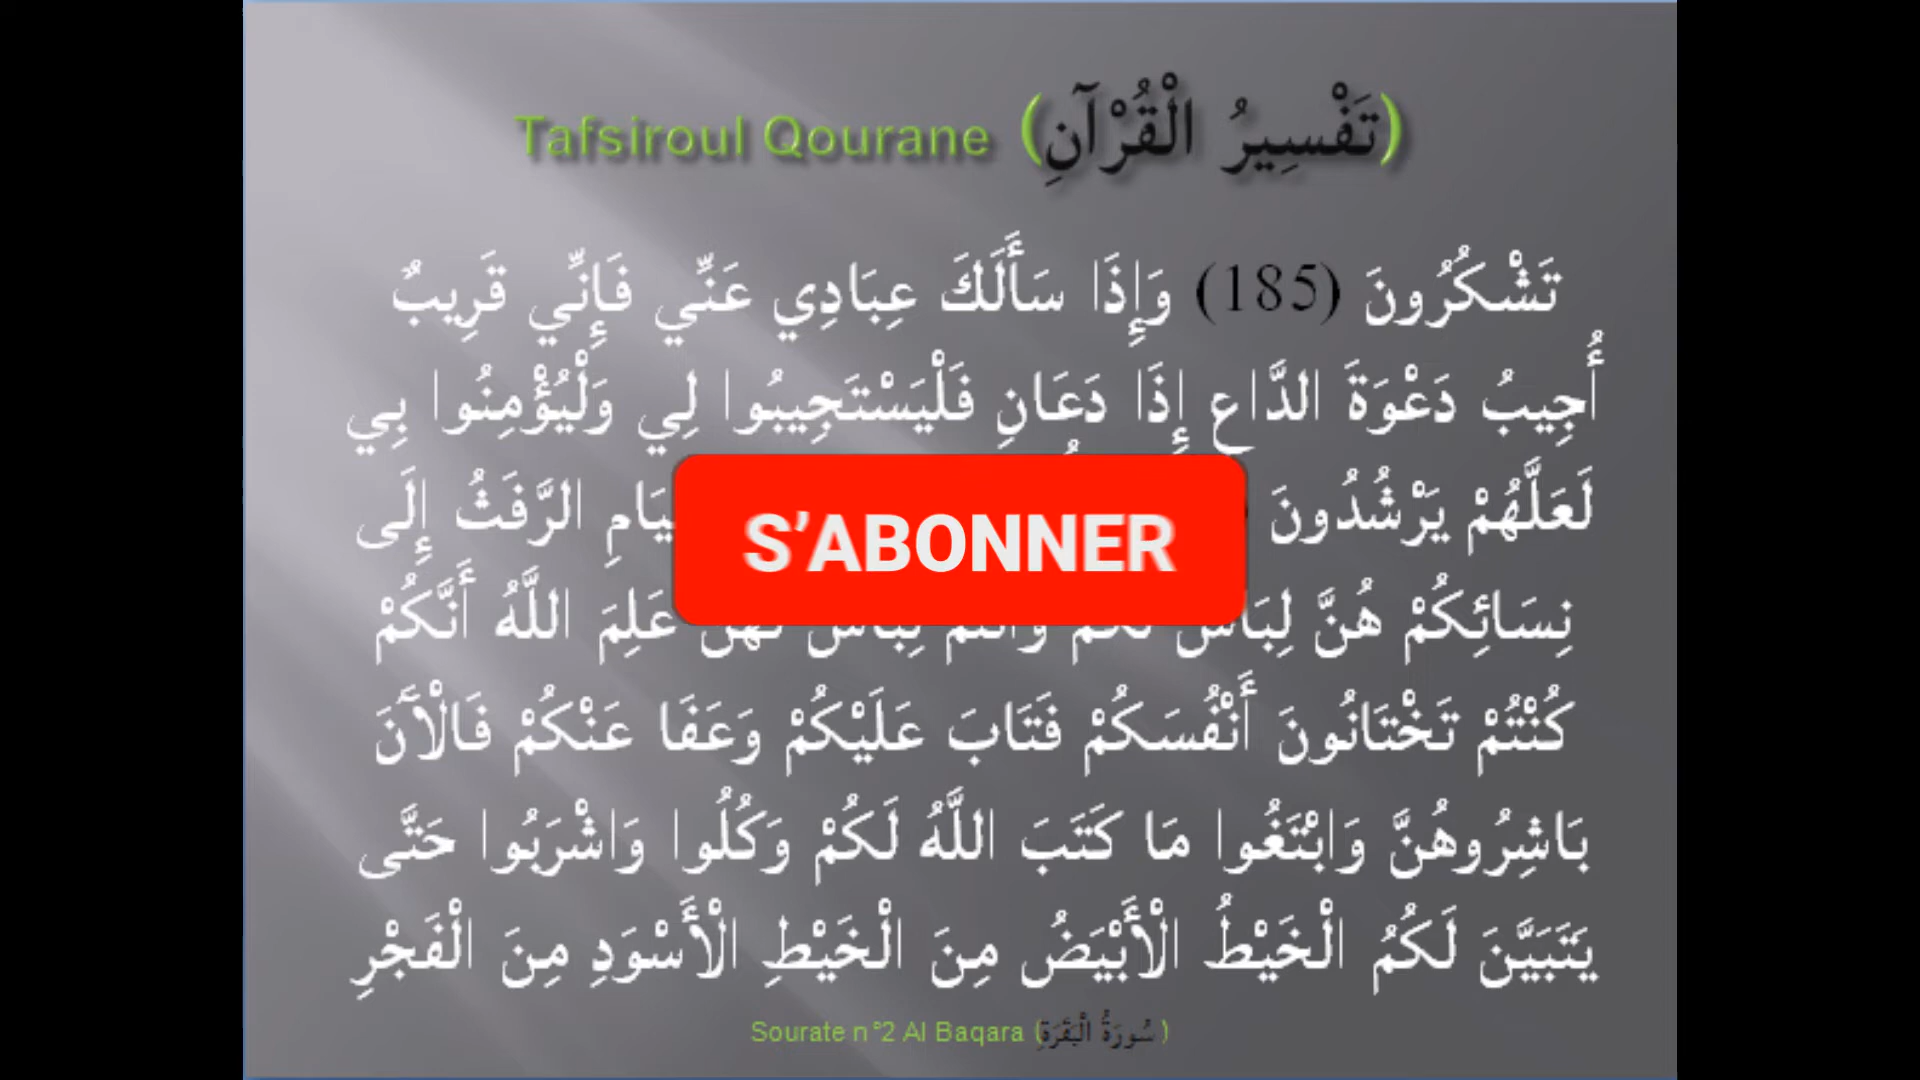 Tafsiroul Qourane (تَفْسِيرُ الْقُرْآنِ)
تَشْكُرُونَ (185) وَإِذَا سَأَلَكَ عِبَادِي عَنِّي فَإِنِّي قَرِيبٌ
أُجِيبُ دَعْوَةَ الدَّاعِ إِذَا دَعَانِ فَلْيَسْتَجِيبُوا لِي وَلْيُؤْمِنُوا بِي
لَعَلَّهُمْ يَرْشُدُونَ الرَّفَثُ إِلَى
S'ABONNER
نِسَائِكُمْ هُنَّ لِبَاسٌ لَكُمْ وَأَنْتُمْ لِبَاسٌ لَهُنَّ عَلِمَ اللَّهُ أَنَّكُمْ
كُنْتُمْ تَخْتَانُونَ أَنْفُسَكُمْ فَتَابَ عَلَيْكُمْ وَعَفَا عَنْكُمْ فَالْآَنَ
بَاشِرُوهُنَّ وَابْتَغُوا مَا كَتَبَ اللَّهُ لَكُمْ وَكُلُوا وَاشْرَبُوا حَتَّى
يَتَبَيَّنَ لَكُمُ الْخَيْطُ الْأَبْيَضُ مِنَ الْخَيْطِ الْأَسْوَدِ مِنَ الْفَجْرِ
Sourate n°2 Al Baqara (سُورَةُ الْبَقَرَةِ)